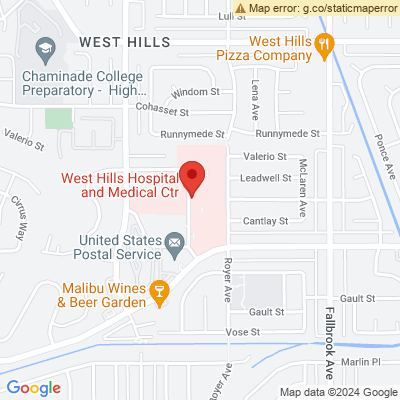 Lull St
Map error: g.co/staticmaperror
WEST HILLS
West Hills
Pizza Company
Chaminade College
Preparatory - High...
Windom St
Lena Ave
Cohasset St
Runnymede St
Runnymede St
Valerio St
Valerio St
Ponce Ave
West Hills Hospital
and Medical Ctr
Leadwell St
McLaren Ave
Cirrus Way
Cantlay St
United States
Postal Service
Malibu Wines
& Beer Garden
Royer Ave
Gault St
Gault St
Fallbrook Ave
Vose St
Marlin Pl
Royer Ave
Google
Map data ©2024 Google